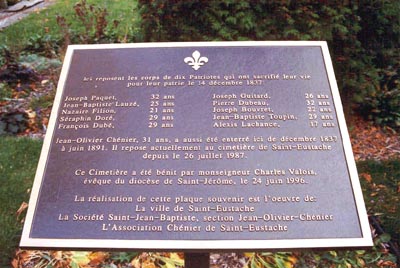 Ici reposent les corps de dix Patriotes qui ont sacrifié leur vie
pour leur patrie le 14 décembre 1837
Joseph Paquet, 32 ans
Jean-Baptiste Lauzé, 25 ans
Nazaire Filion, 21 ans
Séraphin Doré, 29 ans
François Dubé, 29 ans
Joseph Guitard, 26 ans
Pierre Dubeau, 32 ans
Joseph Bouvret, 22 ans
Jean-Baptiste Toupin, 29 ans
Alexis Lachance, 17 ans
Jean-Olivier Chénier, 31 ans, a aussi été enterré ici de décembre 1837
à juin 1891. Il repose actuellement au cimetière de Saint-Eustache
depuis le 26 juillet 1987.
Ce Cimetière a été bénit par monseigneur Charles Valois,
évêque du diocèse de Saint-Jérôme, le 24 juin 1996.
La réalisation de cette plaque souvenir est l'oeuvre de:
La ville de Saint-Eustache
La Société Saint-Jean-Baptiste, section Jean-Olivier-Chénier
L'Association Chénier de Saint-Eustache